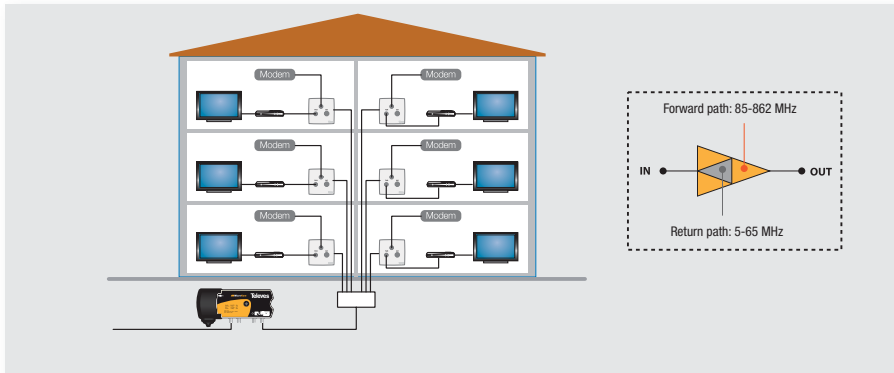 Modem
Modem
Modem
Modem
Modem
Modem
Televes
Forward path: 85-862 MHz
IN
OUT
Return path: 5-65 MHz